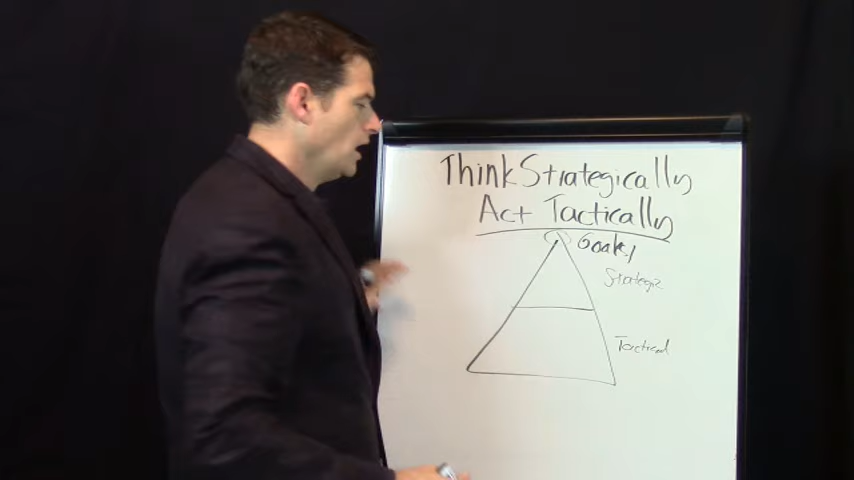 Think Strategically
Act Tactically
Goals
Strategic
Tactical